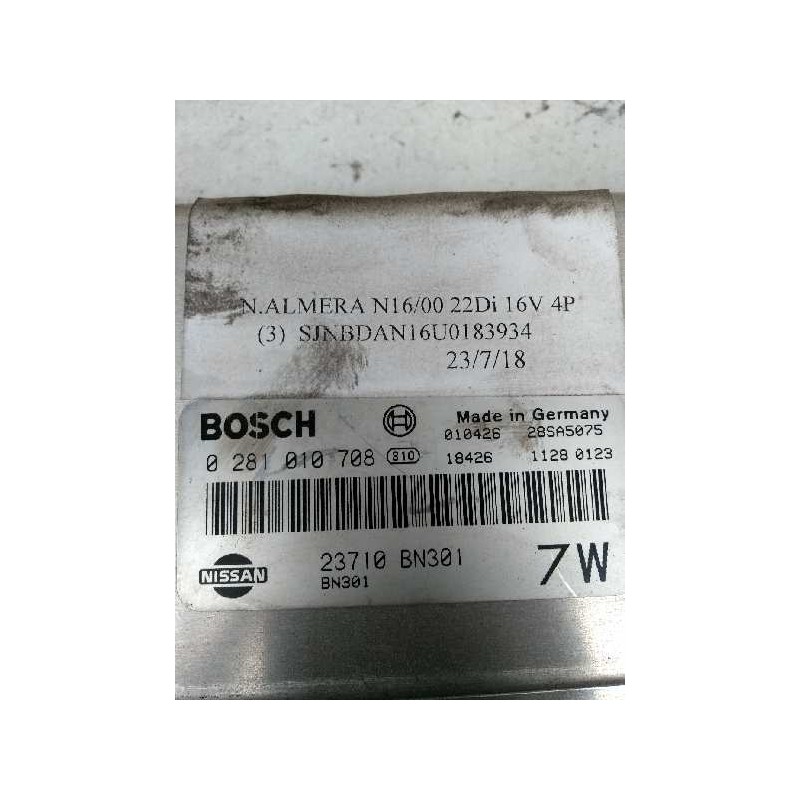 N.ALMERA N16/00 22Di 16V 4P
(3) SJNBDAN16U0183934
23/7/18
BOSCH
Made in Germany
010426 28SA5075
0 281 010 708 S10
18426 1128 0123
NISSAN
23710 BN301
BN301
7W